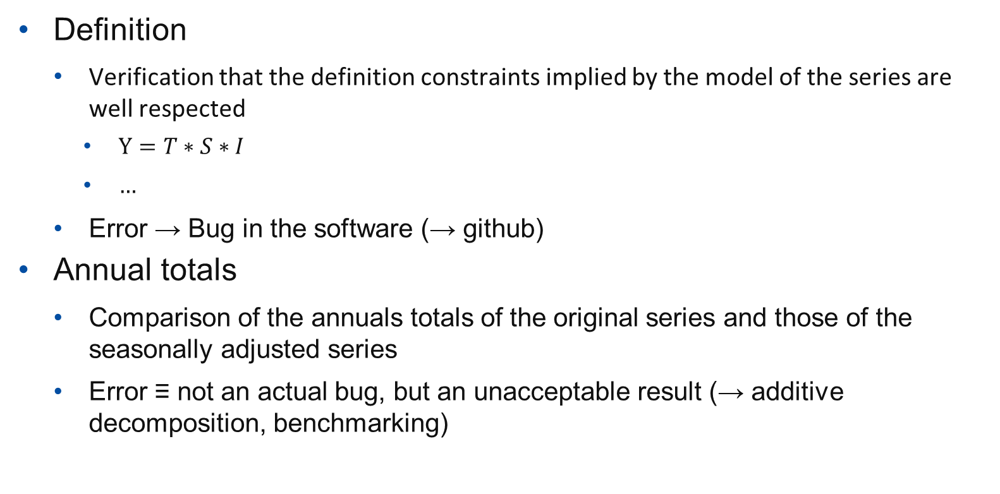 • Definition
• Verification that the definition constraints implied by the model of the series are
well respected
• Y = T ∗ S ∗ I
• …
• Error → Bug in the software (→ github)
• Annual totals
• Comparison of the annuals totals of the original series and those of the
seasonally adjusted series
• Error ≡ not an actual bug, but an unacceptable result (→ additive
decomposition, benchmarking)